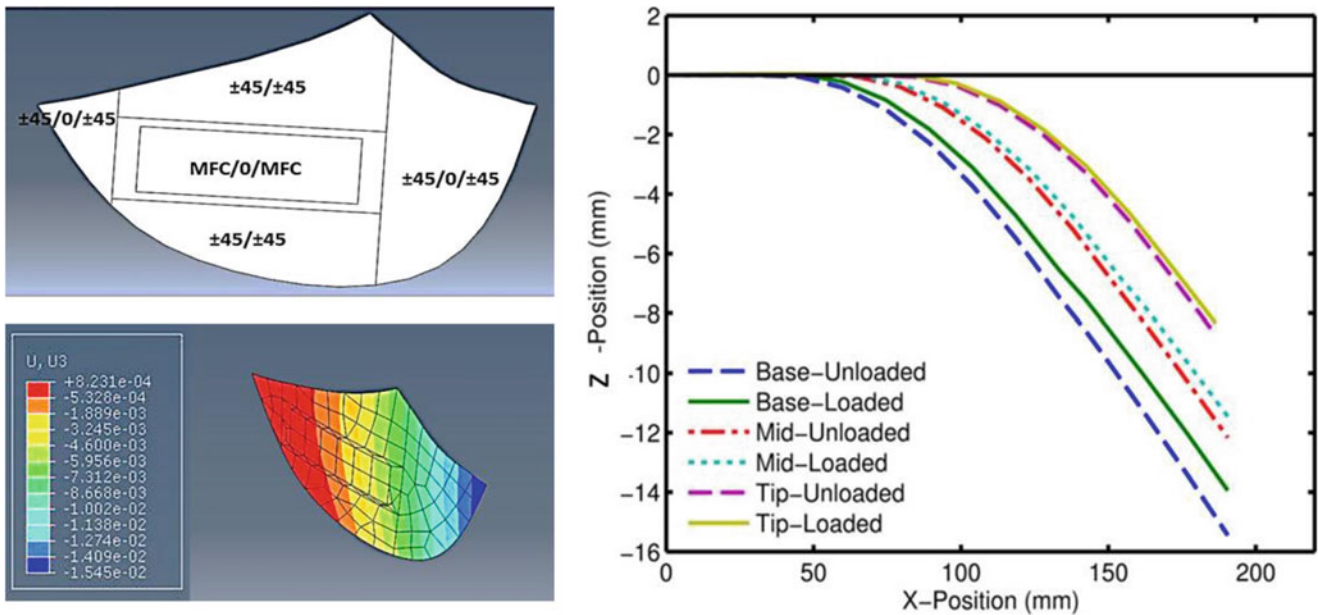 ±45/±45
±45/0/±45
MFC/0/MFC
±45/0/±45
±45/±45
U, U3
+8.231e-04
-5.328e-04
-1.889e-03
-3.245e-03
-4.600e-03
-5.956e-03
-7.312e-03
-8.668e-03
-1.002e-02
-1.138e-02
-1.274e-02
-1.409e-02
-1.545e-02
2
0
-2
-4
-6
-8
-10
-12
-14
-16
Z -Position (mm)
Base-Unloaded
Base-Loaded
Mid-Unloaded
Mid-Loaded
Tip-Unloaded
Tip-Loaded
0 50 100 150 200
X-Position (mm)